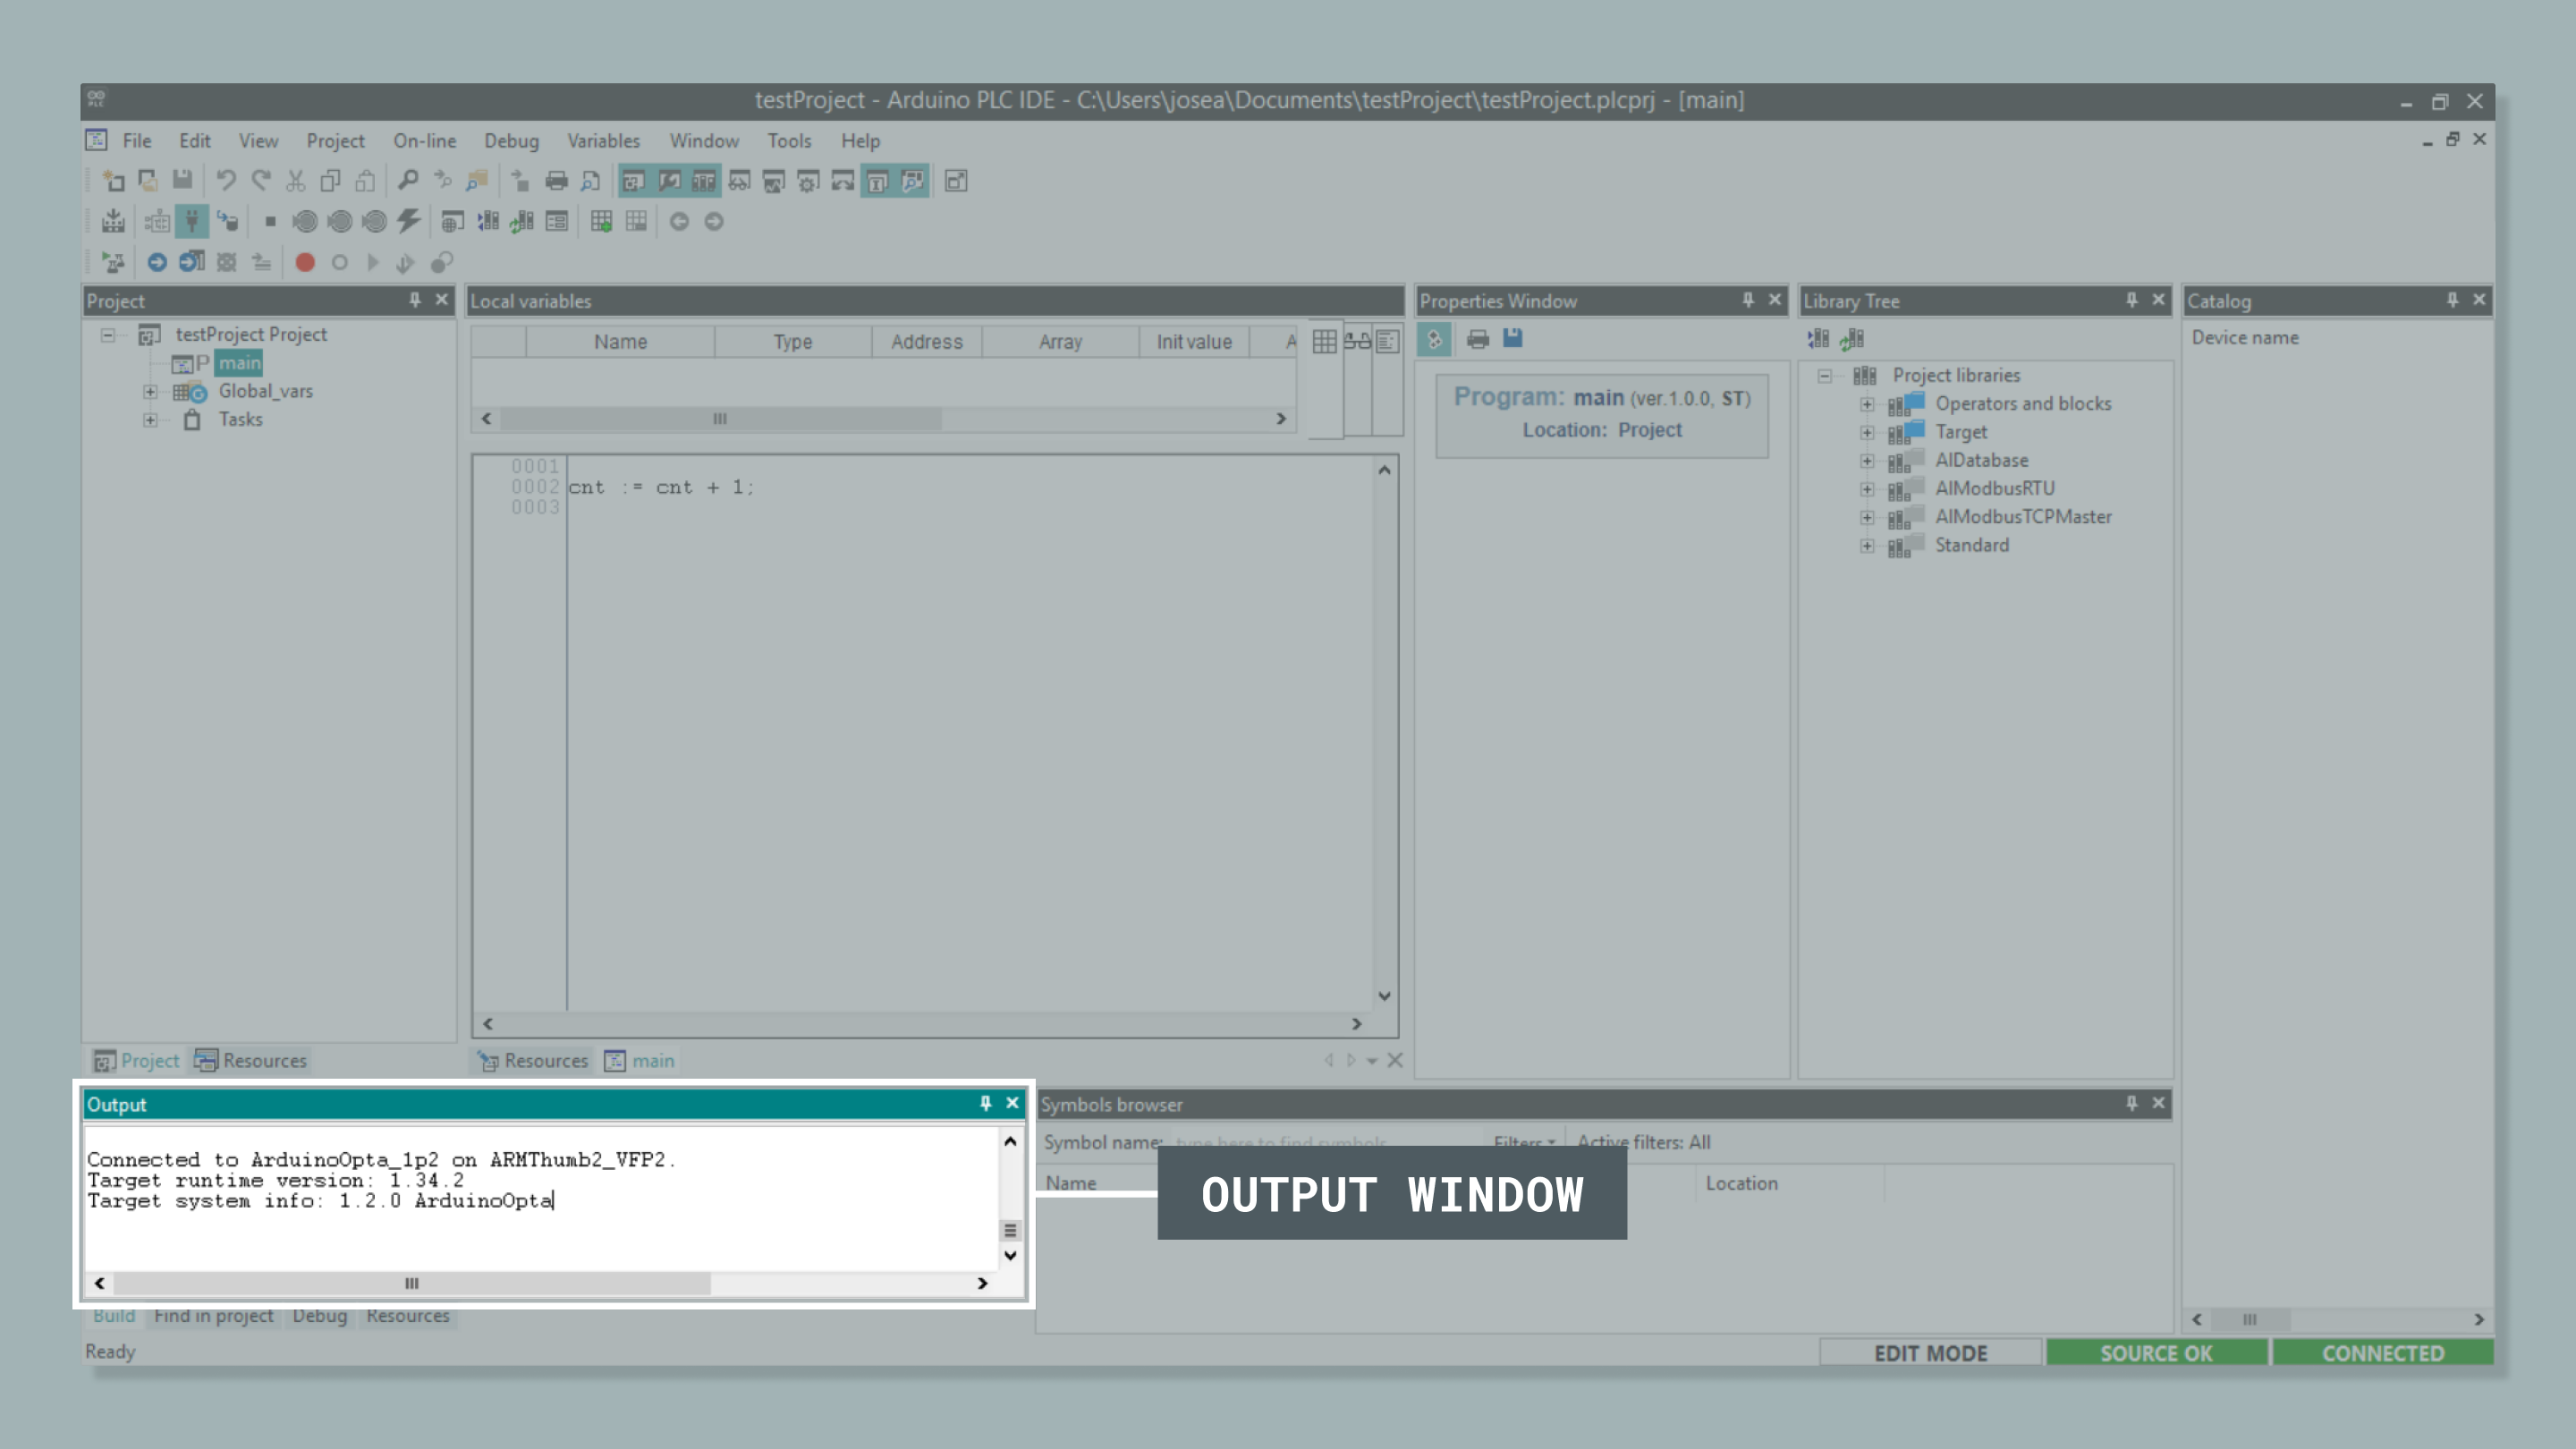 testProject - Arduino PLC IDE - C:\Users\josea\Documents\testProject\testProject.plcprj - [main]
File Edit View Project On-line Debug Variables Window Tools Help
Project
testProject Project
P main
Global_vars
Tasks
Project Resources
Local variables
Name Type Address Array Init value A
0001
0002 cnt := cnt + 1;
0003
Resources main
Properties Window
Program: main (ver.1.0.0, ST)
Location: Project
Library Tree
Project libraries
Operators and blocks
Target
AlDatabase
AlModbusRTU
AlModbusTCPMaster
Standard
Catalog
Device name
Output
Connected to ArduinoOpta_1p2 on ARMThumb2_VFP2.
Target runtime version: 1.34.2
Target system info: 1.2.0 ArduinoOpta
Build Find in project Debug Resources
Symbols browser
Symbol name: type here to find symbols Filters Active filters: All
Name Location
OUTPUT WINDOW
Ready
EDIT MODE SOURCE OK CONNECTED